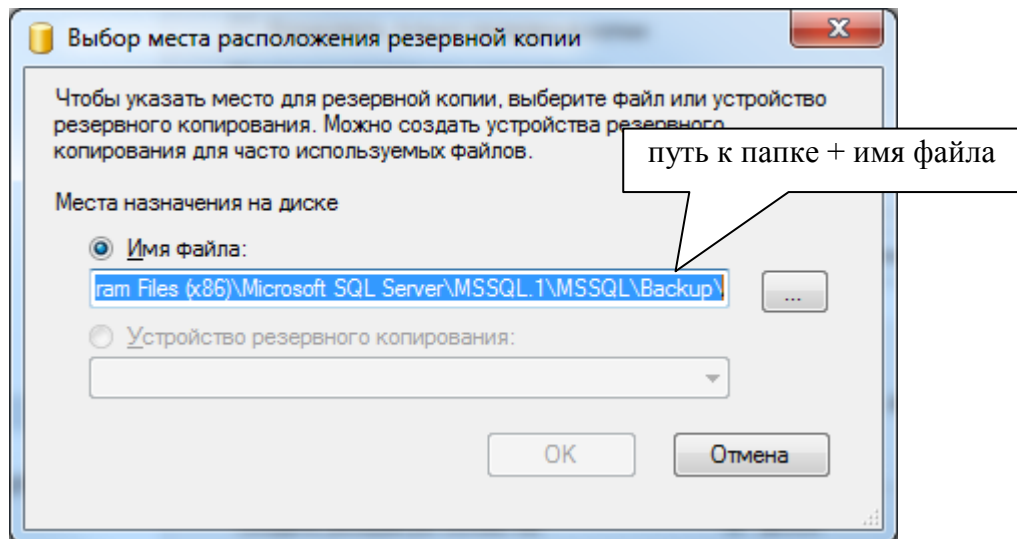 Выбор места расположения резервной копии
Чтобы указать место для резервной копии, выберите файл или устройство
резервного копирования. Можно создать устройства резервного
копирования для часто используемых файлов.
путь к папке + имя файла
Места назначения на диске
Имя файла:
ram Files (x86)\Microsoft SQL Server\MSSQL.1\MSSQL\Backup\
...
Устройство резервного копирования:
OK
Отмена